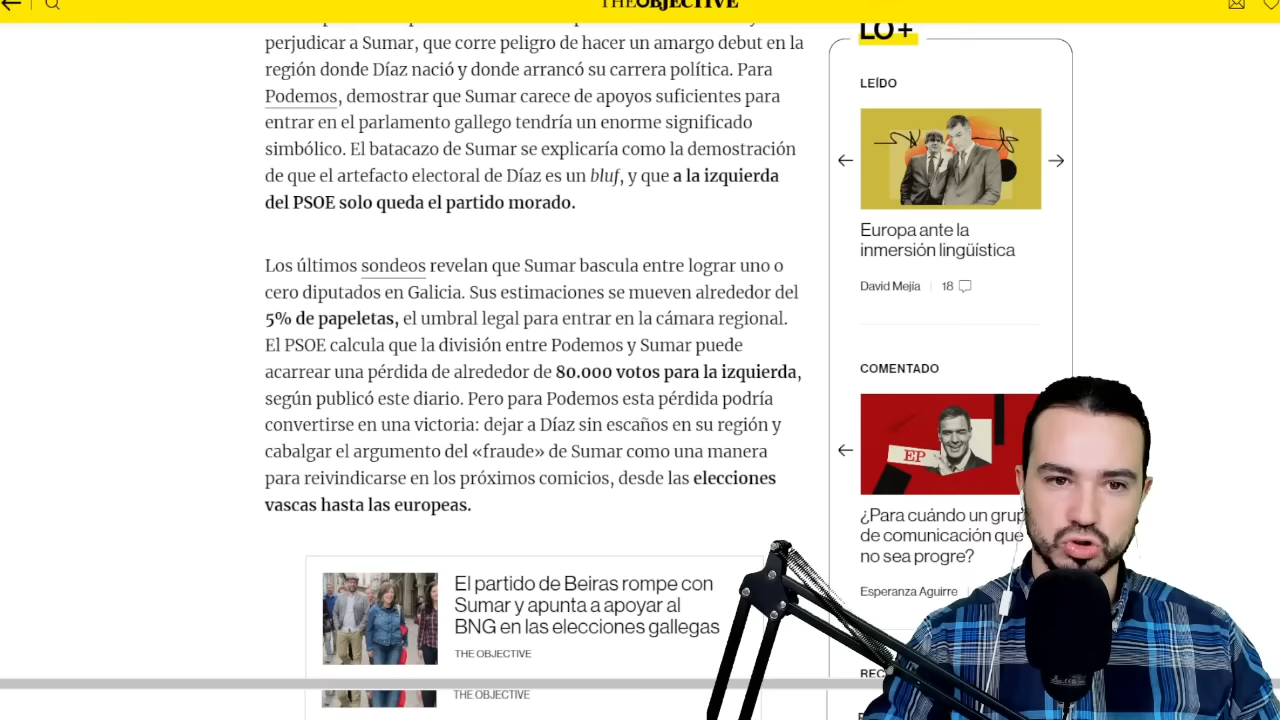 THE OBJECTIVE
perjudicar a Sumar, que corre peligro de hacer un amargo debut en la
región donde Díaz nació y donde arrancó su carrera política. Para
Podemos, demostrar que Sumar carece de apoyos suficientes para
entrar en el parlamento gallego tendría un enorme significado
simbólico. El batacazo de Sumar se explicaría como la demostración
de que el artefacto electoral de Díaz es un bluf, y que a la izquierda
del PSOE solo queda el partido morado.
Los últimos sondeos revelan que Sumar bascula entre lograr uno o
cero diputados en Galicia. Sus estimaciones se mueven alrededor del
5% de papeletas, el umbral legal para entrar en la cámara regional.
El PSOE calcula que la división entre Podemos y Sumar puede
acarrear una pérdida de alrededor de 80.000 votos para la izquierda,
según publicó este diario. Pero para Podemos esta pérdida podría
convertirse en una victoria: dejar a Díaz sin escaños en su región y
cabalgar el argumento del «fraude» de Sumar como una manera
para reivindicarse en los próximos comicios, desde las elecciones
vascas hasta las europeas.
El partido de Beiras rompe con
Sumar y apunta a apoyar al
BNG en las elecciones gallegas
THE OBJECTIVE
THE OBJECTIVE
LO+
LEÍDO
Europa ante la
inmersión lingüística
David Mejía 18
COMENTADO
EP
¿Para cuándo un grup
de comunicación que
no sea progre?
Esperanza Aguirre
REC